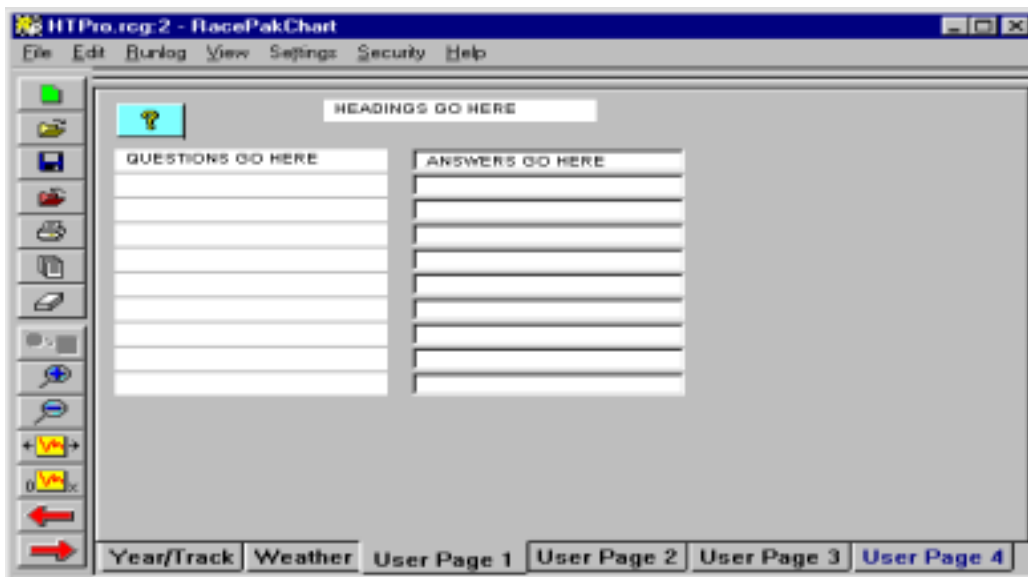 HTPro.rcg:2 - RacePakChart
File Edit Runlog View Settings Security Help
?
HEADINGS GO HERE
QUESTIONS GO HERE ANSWERS GO HERE
0 x
Year/Track Weather User Page 1 User Page 2 User Page 3 User Page 4